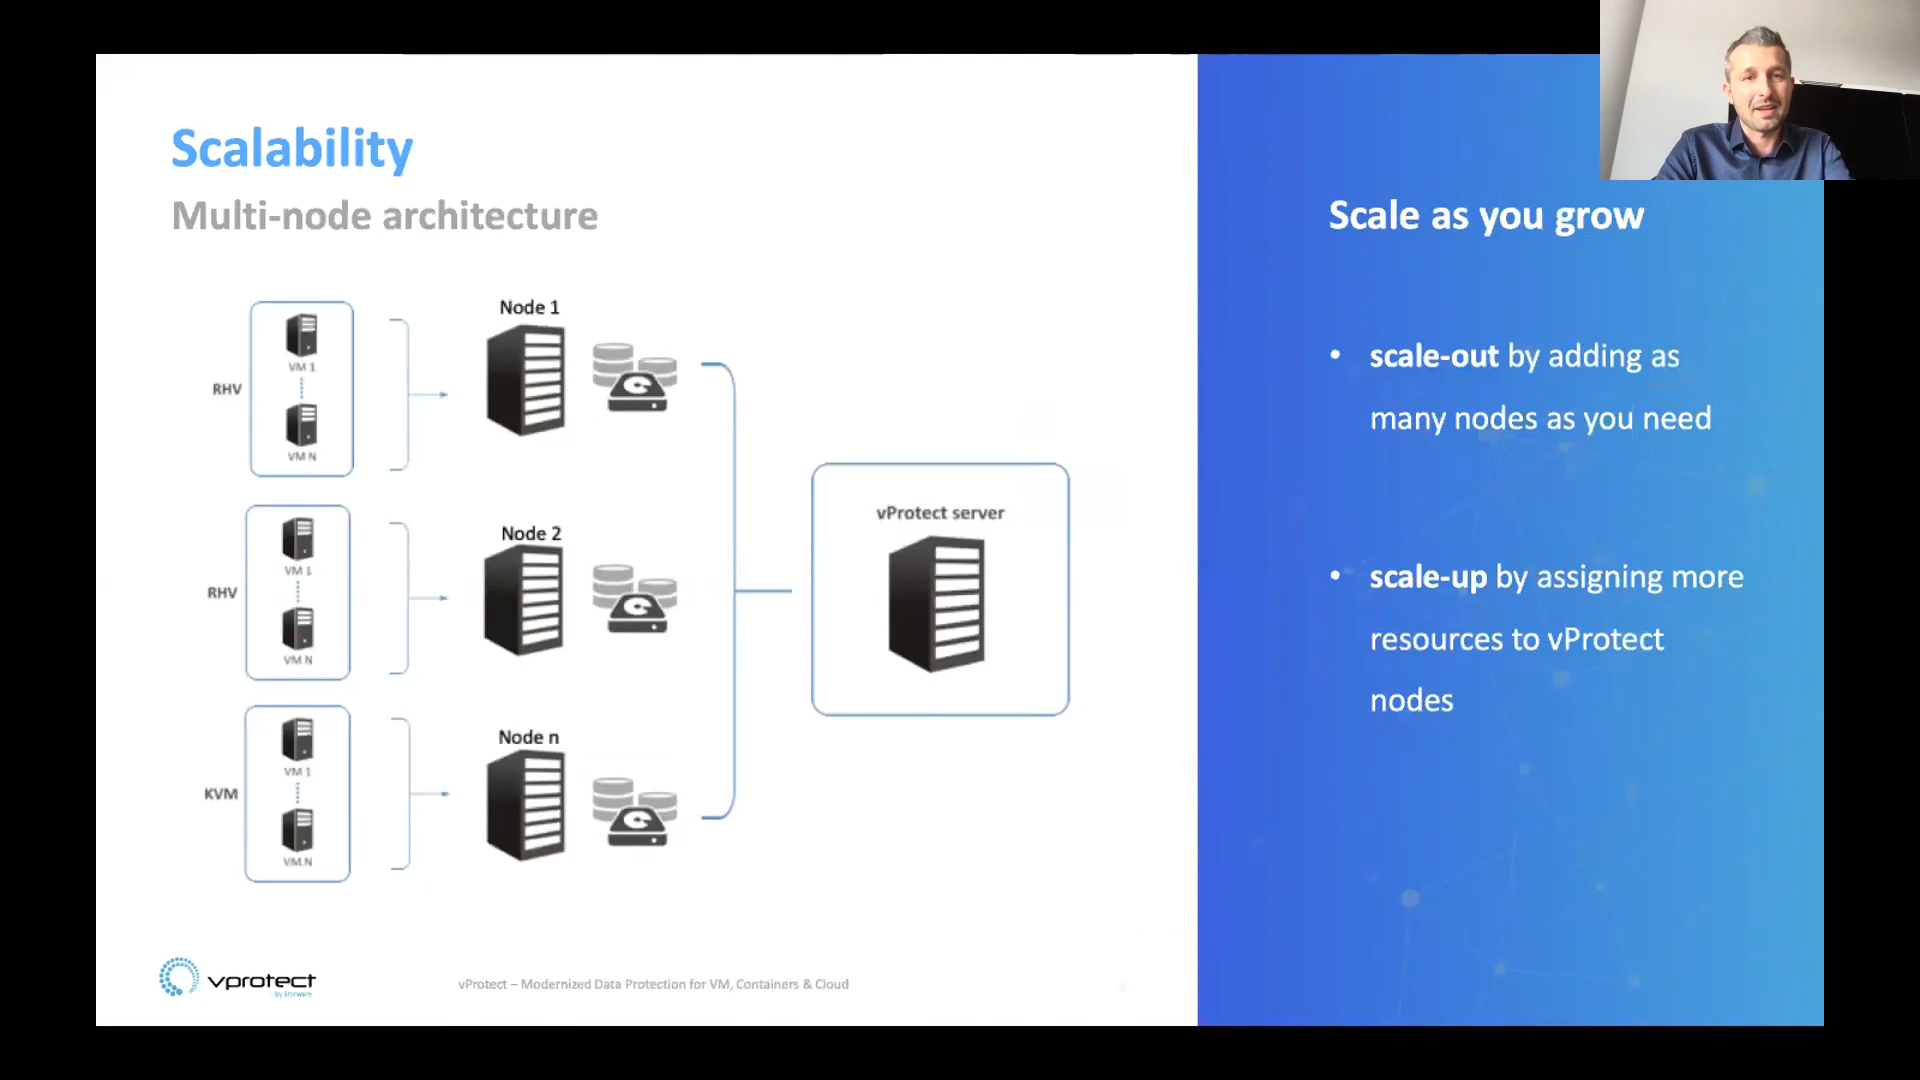 Scalability
Multi-node architecture
Node 1
RHV
VM 1
VM N
Node 2
RHV
VM 1
VM N
Node n
KVM
VM 1
VM N
vProtect server
vprotect
by Storware
vProtect – Modernized Data Protection for VM, Containers & Cloud
Scale as you grow
• scale-out by adding as
many nodes as you need
• scale-up by assigning more
resources to vProtect
nodes